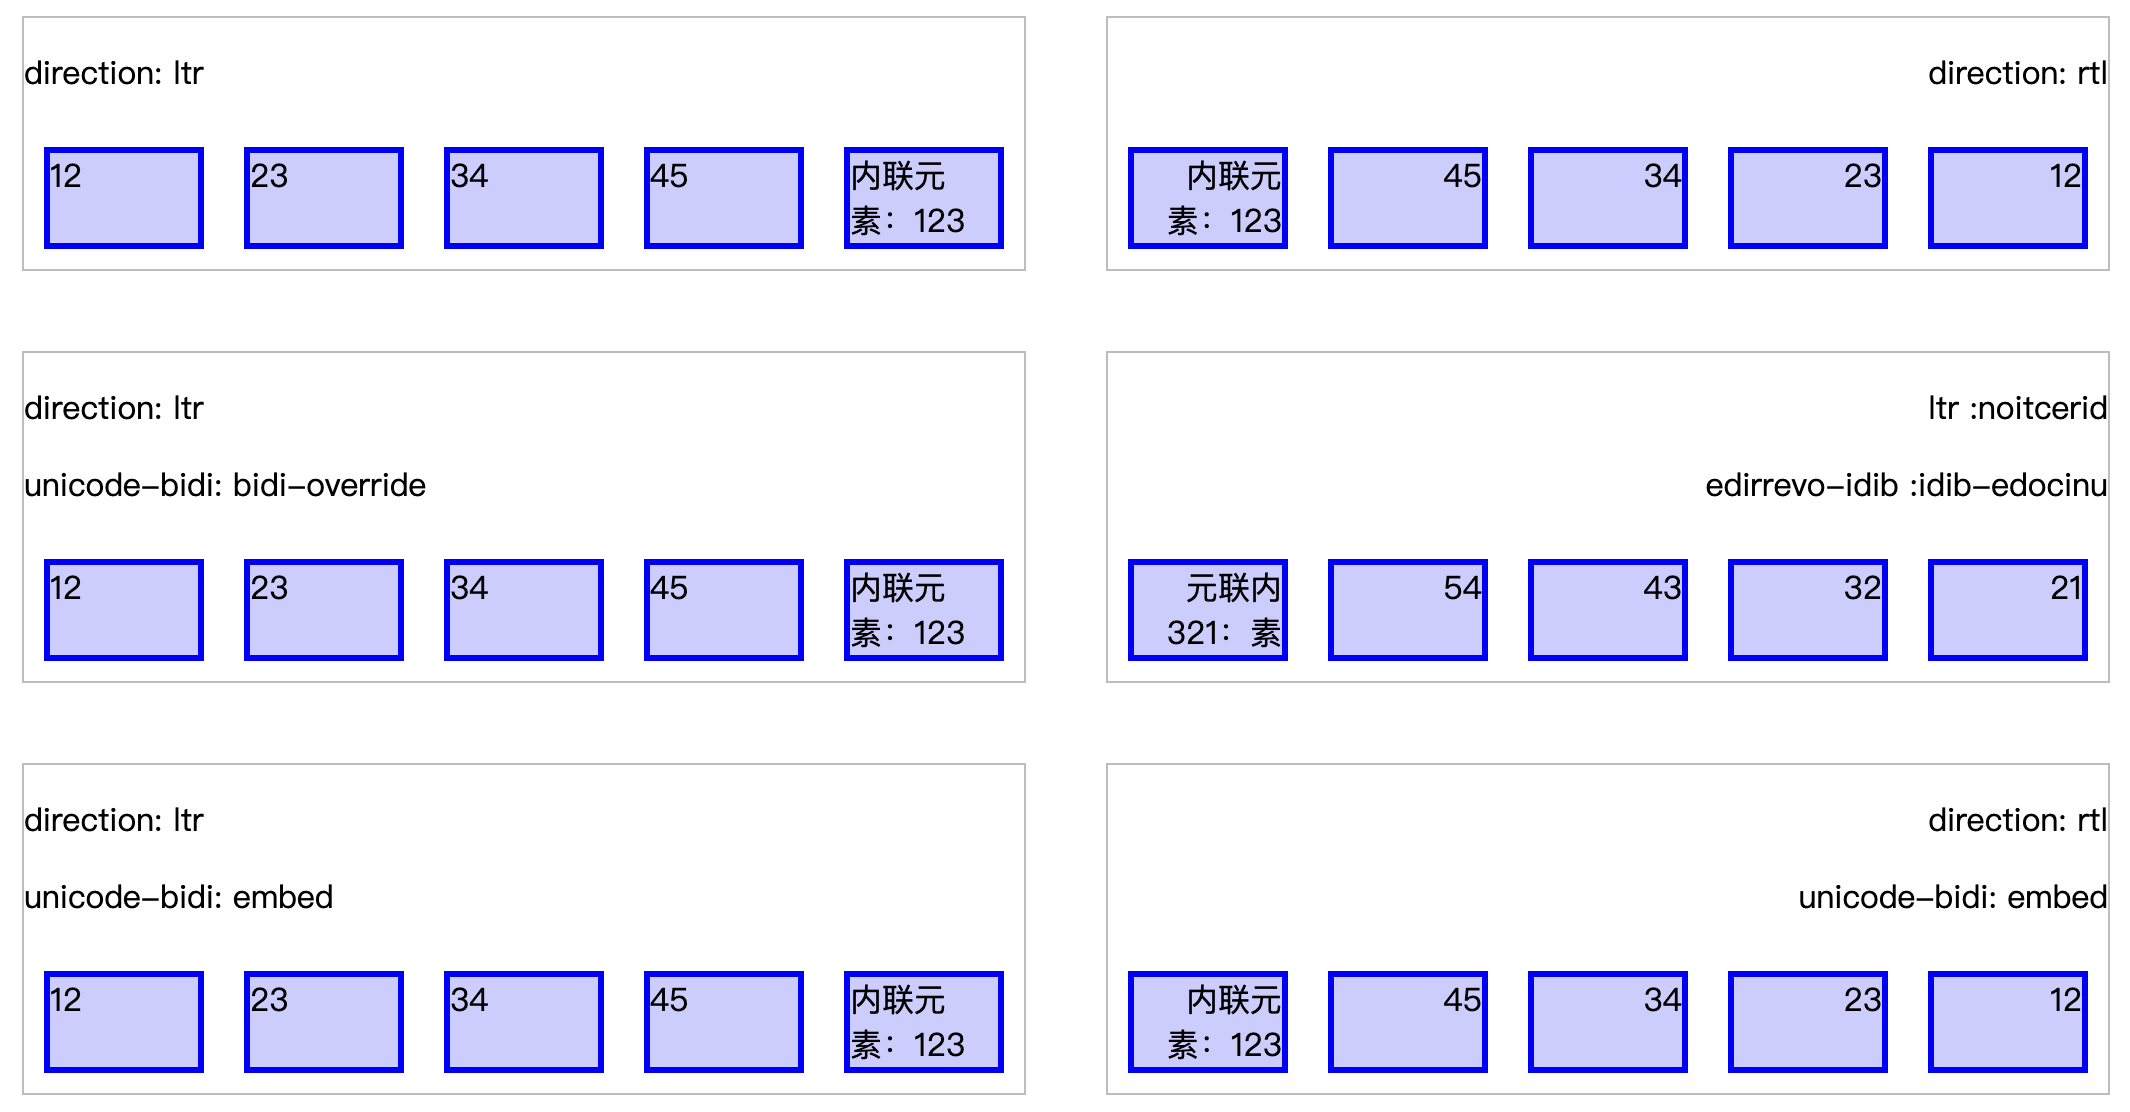 direction: ltr
12 23 34 45 内联元
素：123
direction: rtl
内联元 45 34 23 12
素：123
direction: ltr
unicode-bidi: bidi-override
12 23 34 45 内联元
素：123
ltr :noitcerid
edirrevo-idib :idib-edocinu
元联内 54 43 32 21
321：素
direction: ltr
unicode-bidi: embed
12 23 34 45 内联元
素：123
direction: rtl
unicode-bidi: embed
内联元 45 34 23 12
素：123